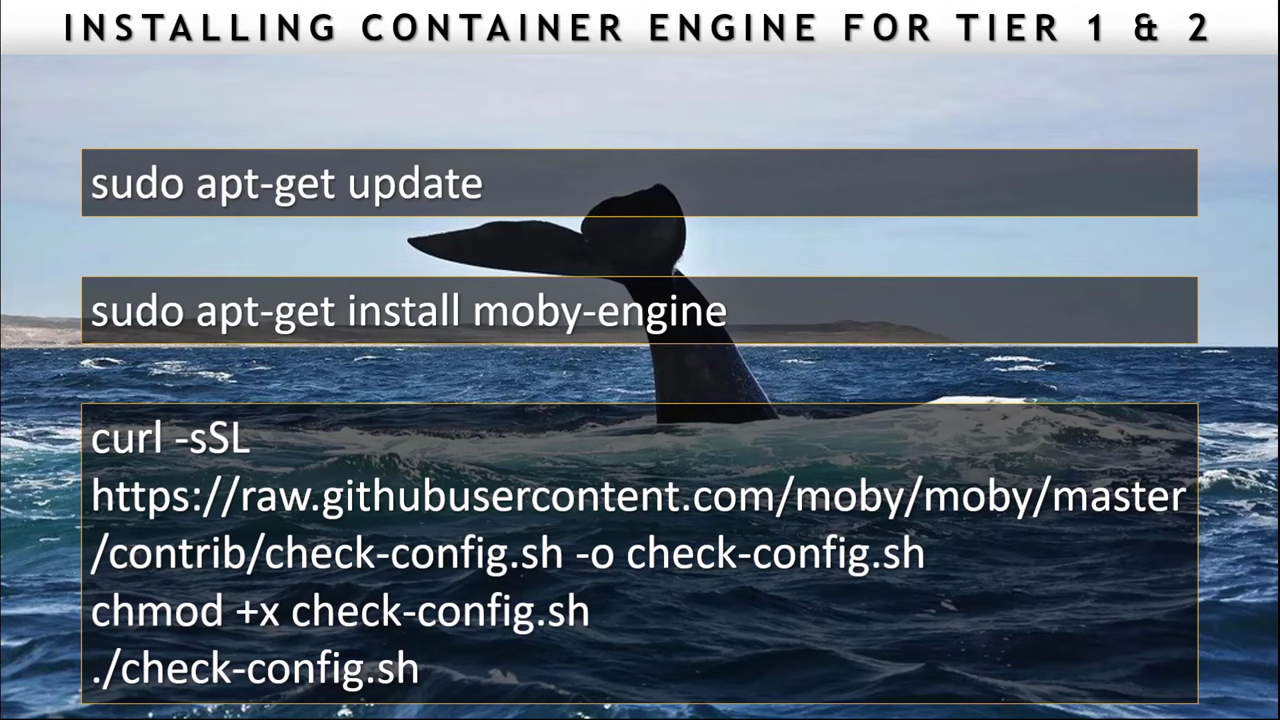 INSTALLING CONTAINER ENGINE FOR TIER 1 & 2
sudo apt-get update
sudo apt-get install moby-engine
curl -sSL
https://raw.githubusercontent.com/moby/moby/master
/contrib/check-config.sh -o check-config.sh
chmod +x check-config.sh
./check-config.sh